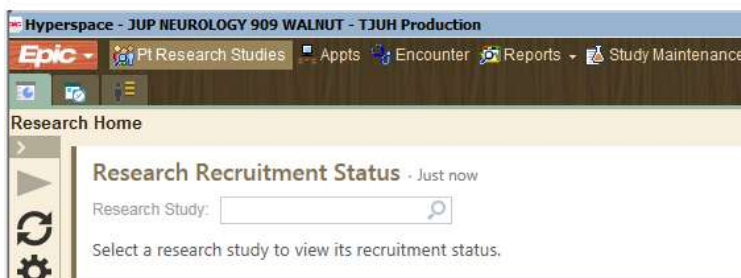 Hyperspace - JUP NEUROLOGY 909 WALNUT - TJUH Production
Epic Pt Research Studies Appts Encounter Reports Study Maintenance
Research Home
Research Recruitment Status - Just now
Research Study:
Select a research study to view its recruitment status.